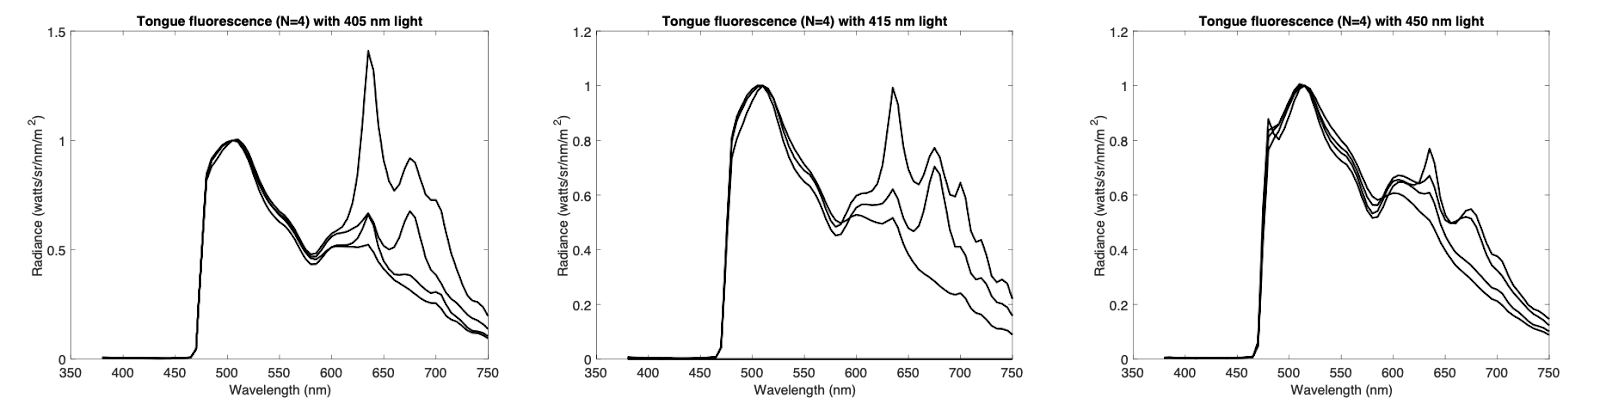 Tongue fluorescence (N=4) with 405 nm light
1.5
1
0.5
0
Radiance (watts/sr/nm/m 2)
350 400 450 500 550 600 650 700 750
Wavelength (nm)
Tongue fluorescence (N=4) with 415 nm light
1.2
1
0.8
0.6
0.4
0.2
0
Radiance (watts/sr/nm/m 2)
350 400 450 500 550 600 650 700 750
Wavelength (nm)
Tongue fluorescence (N=4) with 450 nm light
1.2
1
0.8
0.6
0.4
0.2
0
Radiance (watts/sr/nm/m 2)
350 400 450 500 550 600 650 700 750
Wavelength (nm)